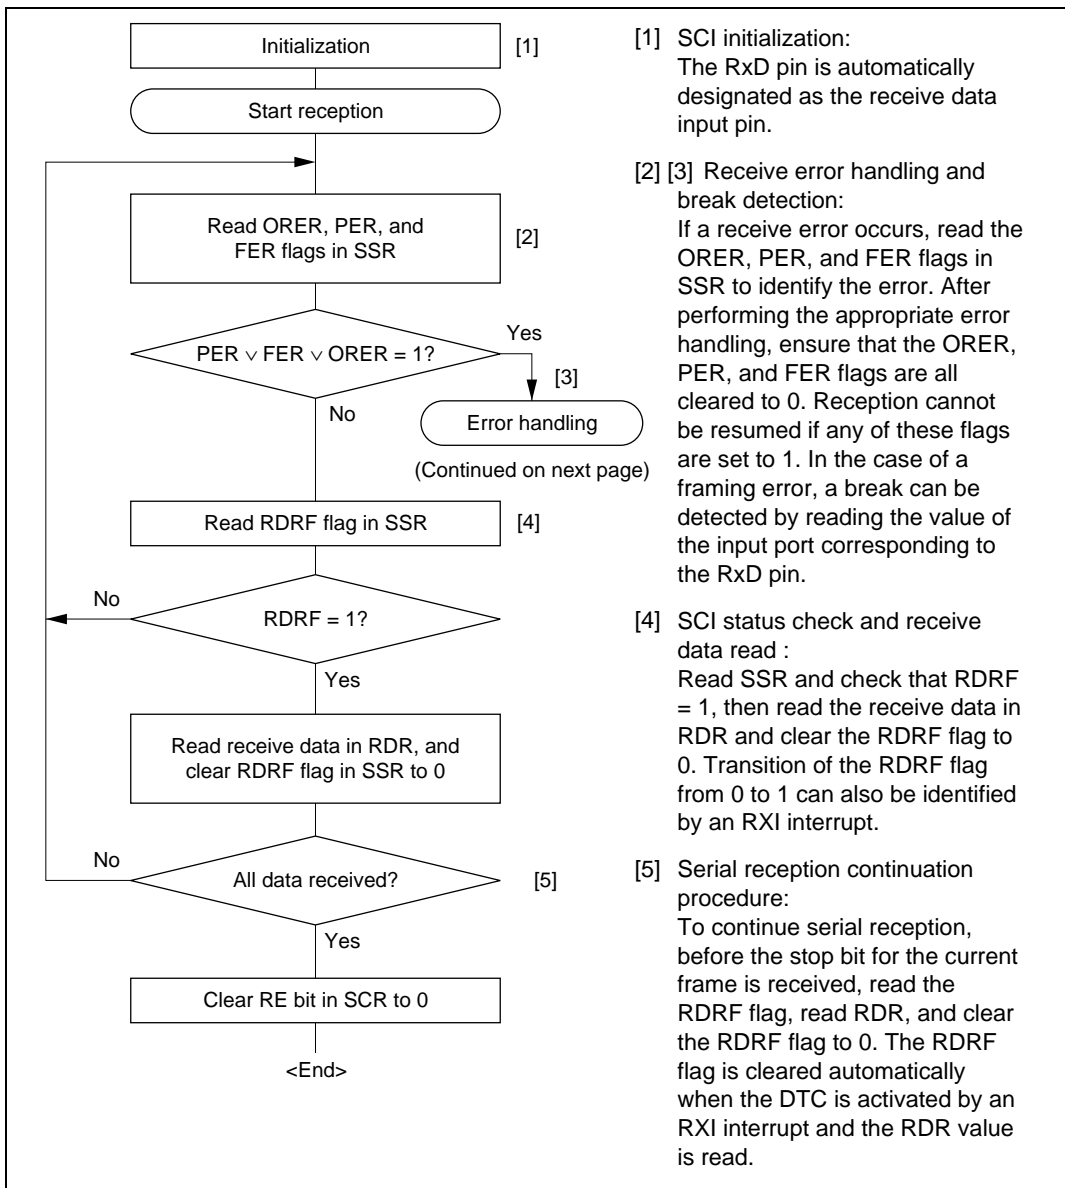 Initialization [1]
Start reception
Read ORER, PER, and
FER flags in SSR
[2]
PER ∨ FER ∨ ORER = 1?
Yes
[3]
No
Error handling
(Continued on next page)
Read RDRF flag in SSR [4]
No
RDRF = 1?
Yes
Read receive data in RDR, and
clear RDRF flag in SSR to 0
No
All data received? [5]
Yes
Clear RE bit in SCR to 0
<End>
[1] SCI initialization:
The RxD pin is automatically
designated as the receive data
input pin.
[2] [3] Receive error handling and
break detection:
If a receive error occurs, read the
ORER, PER, and FER flags in
SSR to identify the error. After
performing the appropriate error
handling, ensure that the ORER,
PER, and FER flags are all
cleared to 0. Reception cannot
be resumed if any of these flags
are set to 1. In the case of a
framing error, a break can be
detected by reading the value of
the input port corresponding to
the RxD pin.
[4] SCI status check and receive
data read :
Read SSR and check that RDRF
= 1, then read the receive data in
RDR and clear the RDRF flag to
0. Transition of the RDRF flag
from 0 to 1 can also be identified
by an RXI interrupt.
[5] Serial reception continuation
procedure:
To continue serial reception,
before the stop bit for the current
frame is received, read the
RDRF flag, read RDR, and clear
the RDRF flag to 0. The RDRF
flag is cleared automatically
when the DTC is activated by an
RXI interrupt and the RDR value
is read.